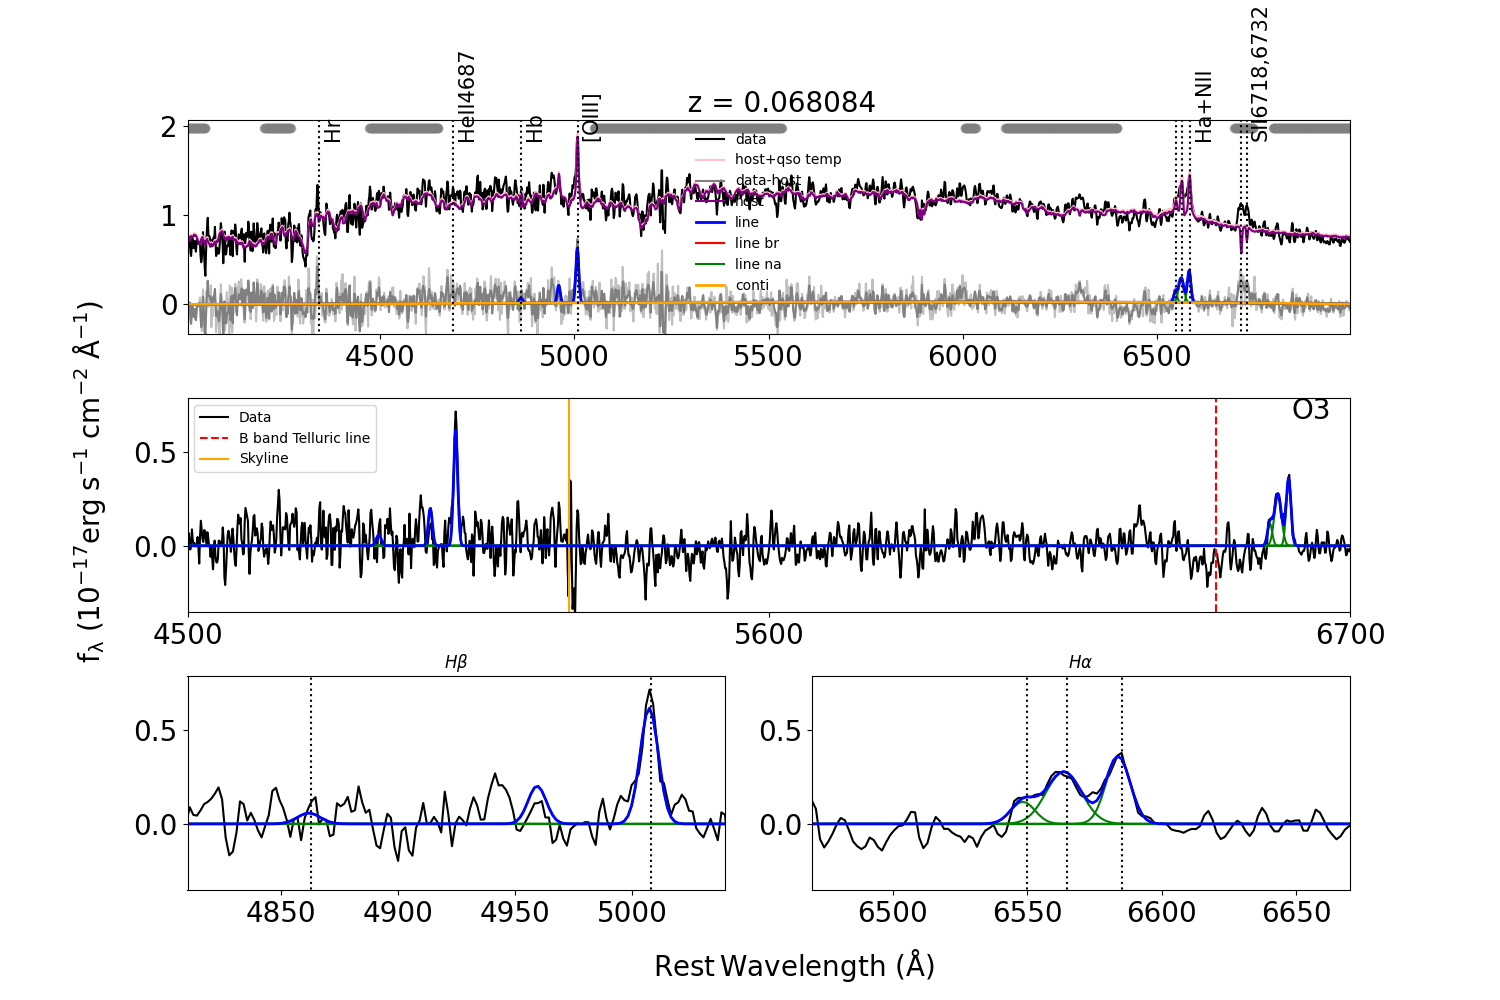 z = 0.068084
Hr
HeII4687
Hb
[OIII]
Ha+NII
SII6718,6732
2
1
0
data
host+qso temp
data-host
host
line
line br
line na
conti
4500
5000
5500
6000
6500
O3
Data
B band Telluric line
Skyline
0.5
0.0
4500
5600
6700
fλ (10⁻¹⁷erg s⁻¹ cm⁻² Å⁻¹)
Hβ
0.5
0.0
4850
4900
4950
5000
Hα
0.5
0.0
6500
6550
6600
6650
Rest Wavelength (Å)